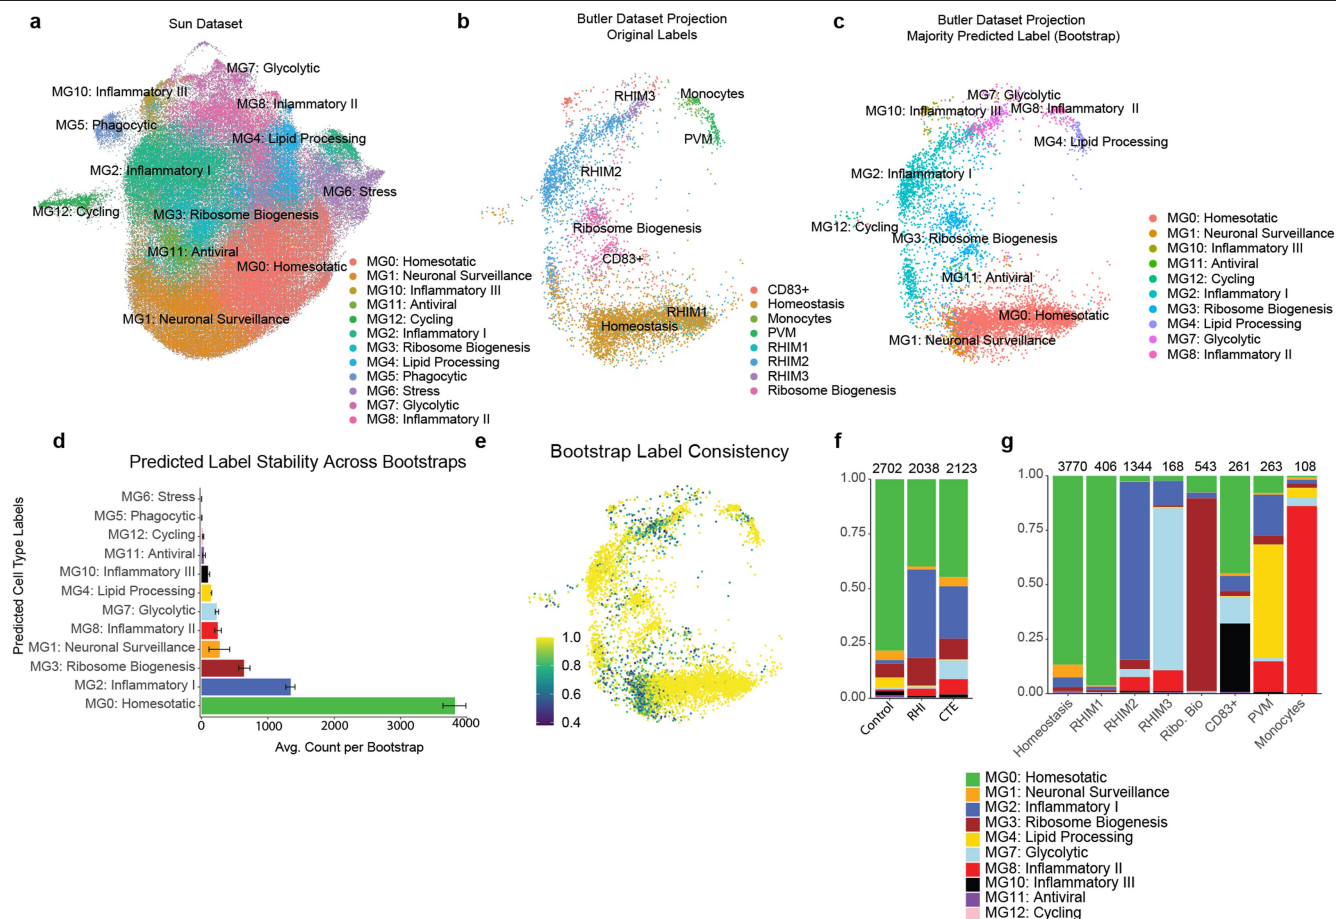 a
Sun Dataset
MG7: Glycolytic
MG10: Inflammatory III
MG8: Inlammatory II
MG5: Phagocytic
MG4: Lipid Processing
MG2: Inflammatory I
MG6: Stress
MG12: Cycling
MG3: Ribosome Biogenesis
MG11: Antiviral
MG0: Homesotatic
MG1: Neuronal Surveillance
MG0: Homesotatic
MG1: Neuronal Surveillance
MG10: Inflammatory III
MG11: Antiviral
MG12: Cycling
MG2: Inflammatory I
MG3: Ribosome Biogenesis
MG4: Lipid Processing
MG5: Phagocytic
MG6: Stress
MG7: Glycolytic
MG8: Inflammatory II
b
Butler Dataset Projection
Original Labels
RHIM3
Monocytes
PVM
RHIM2
Ribosome Biogenesis
CD83+
RHIM1
Homeostasis
CD83+
Homeostasis
Monocytes
PVM
RHIM1
RHIM2
RHIM3
Ribosome Biogenesis
c
Butler Dataset Projection
Majority Predicted Label (Bootstrap)
MG7: Glycolytic
MG10: Inflammatory III
MG8: Inflammatory II
MG4: Lipid Processing
MG2: Inflammatory I
MG12: Cycling
MG3: Ribosome Biogenesis
MG11: Antiviral
MG0: Homesotatic
MG1: Neuronal Surveillance
MG0: Homesotatic
MG1: Neuronal Surveillance
MG10: Inflammatory III
MG11: Antiviral
MG12: Cycling
MG2: Inflammatory I
MG3: Ribosome Biogenesis
MG4: Lipid Processing
MG7: Glycolytic
MG8: Inflammatory II
d
Predicted Label Stability Across Bootstraps
Predicted Cell Type Labels
MG6: Stress
MG5: Phagocytic
MG12: Cycling
MG11: Antiviral
MG10: Inflammatory III
MG4: Lipid Processing
MG7: Glycolytic
MG8: Inflammatory II
MG1: Neuronal Surveillance
MG3: Ribosome Biogenesis
MG2: Inflammatory I
MG0: Homesotatic
0 1000 2000 3000 4000
Avg. Count per Bootstrap
e
Bootstrap Label Consistency
1.0
0.8
0.6
0.4
f
2702 2038 2123
1.00
0.75
0.50
0.25
0.00
Control RHI CTE
g
3770 406 1344 168 543 261 263 108
1.00
0.75
0.50
0.25
0.00
Homeostasis RHIM1 RHIM2 RHIM3 Ribo. Bio CD83+ PVM Monocytes
MG0: Homesotatic
MG1: Neuronal Surveillance
MG2: Inflammatory I
MG3: Ribosome Biogenesis
MG4: Lipid Processing
MG7: Glycolytic
MG8: Inflammatory II
MG10: Inflammatory III
MG11: Antiviral
MG12: Cycling